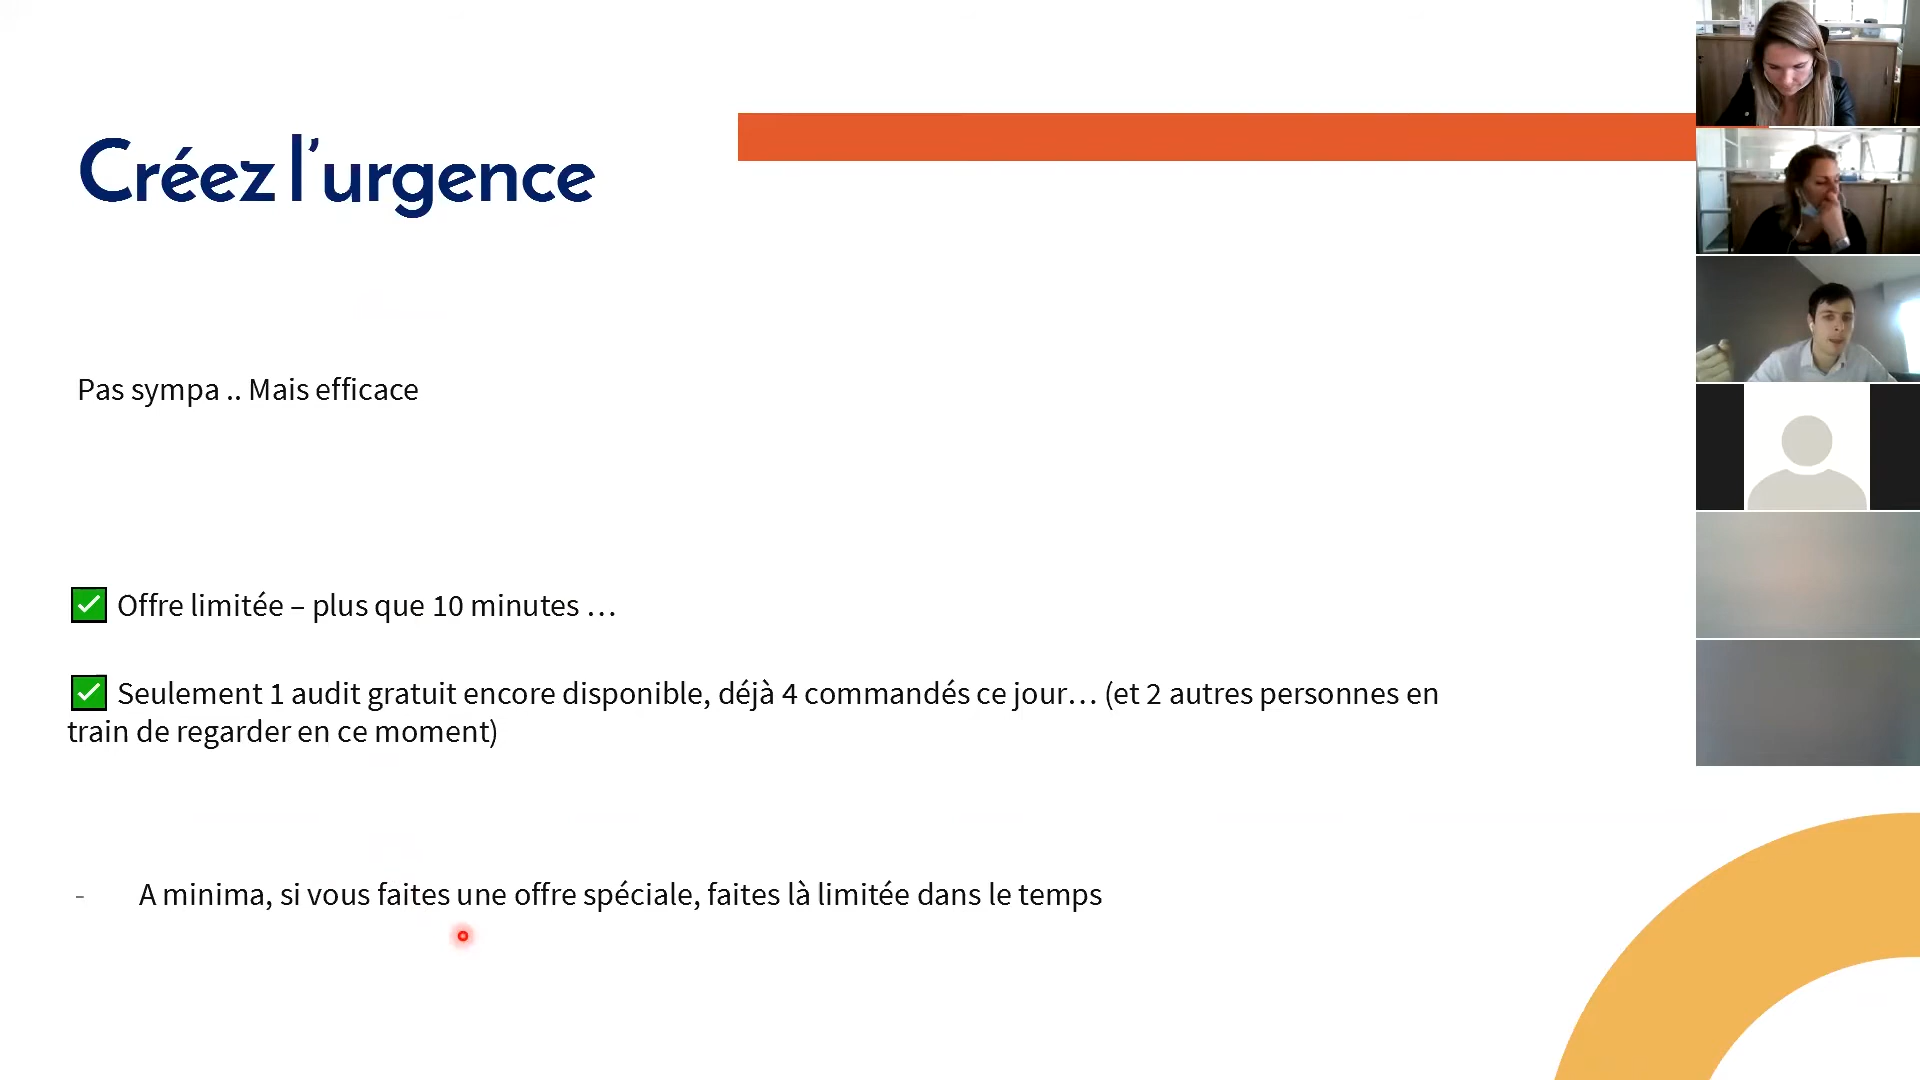 Créez l'urgence
Pas sympa .. Mais efficace
✅ Offre limitée – plus que 10 minutes …
✅ Seulement 1 audit gratuit encore disponible, déjà 4 commandés ce jour… (et 2 autres personnes en
train de regarder en ce moment)
- A minima, si vous faites une offre spéciale, faites là limitée dans le temps